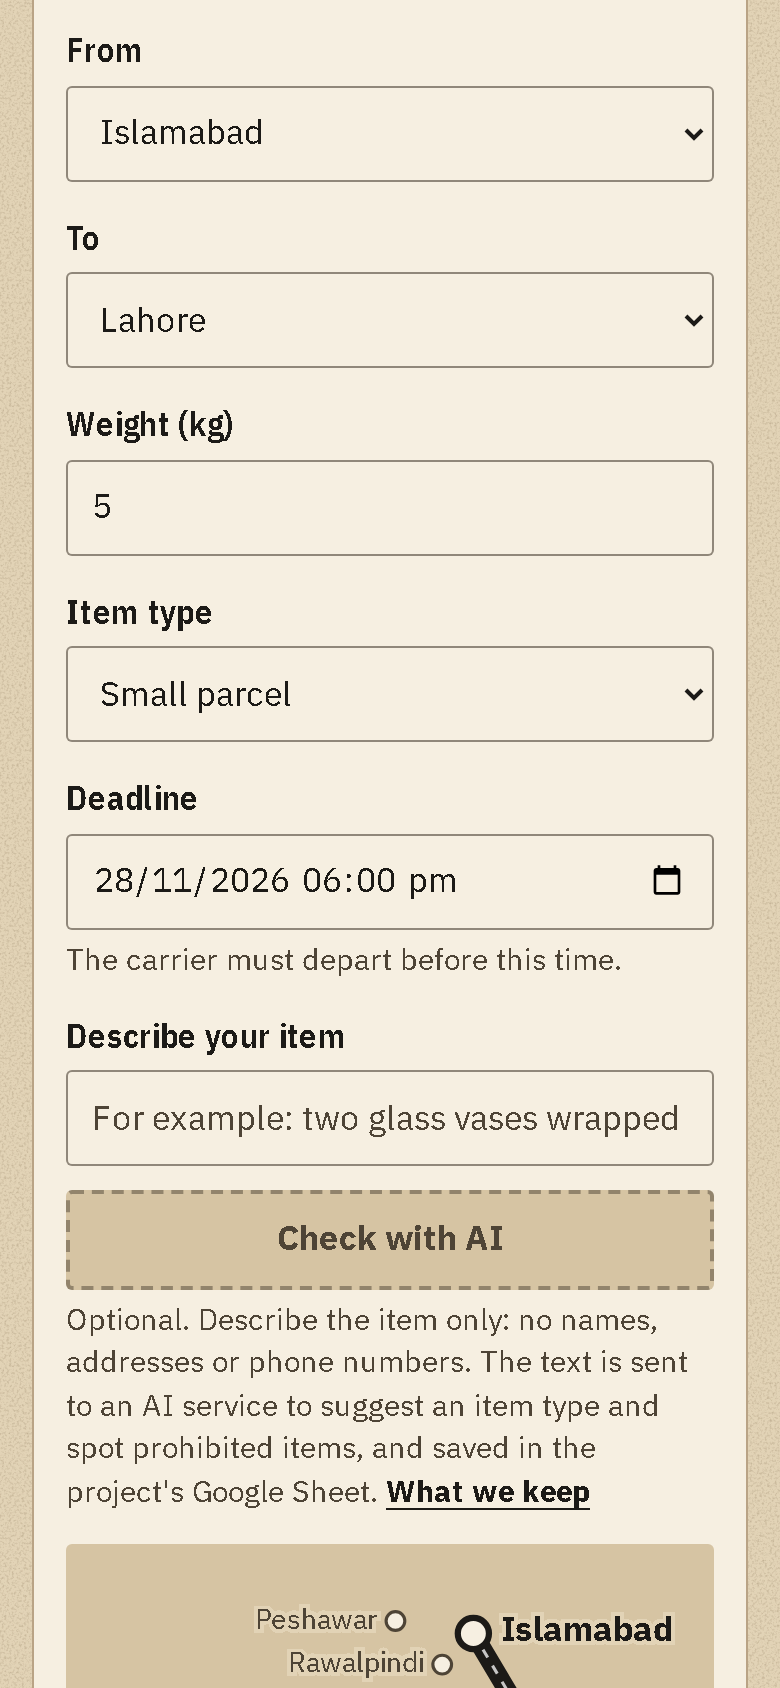 From
Islamabad
To
Lahore
Weight (kg)
5
Item type
Small parcel
Deadline
28/11/2026 06:00 pm
The carrier must depart before this time.
Describe your item
For example: two glass vases wrapped
Check with AI
Optional. Describe the item only: no names,
addresses or phone numbers. The text is sent
to an AI service to suggest an item type and
spot prohibited items, and saved in the
project's Google Sheet. What we keep
Peshawar
Islamabad
Rawalpindi